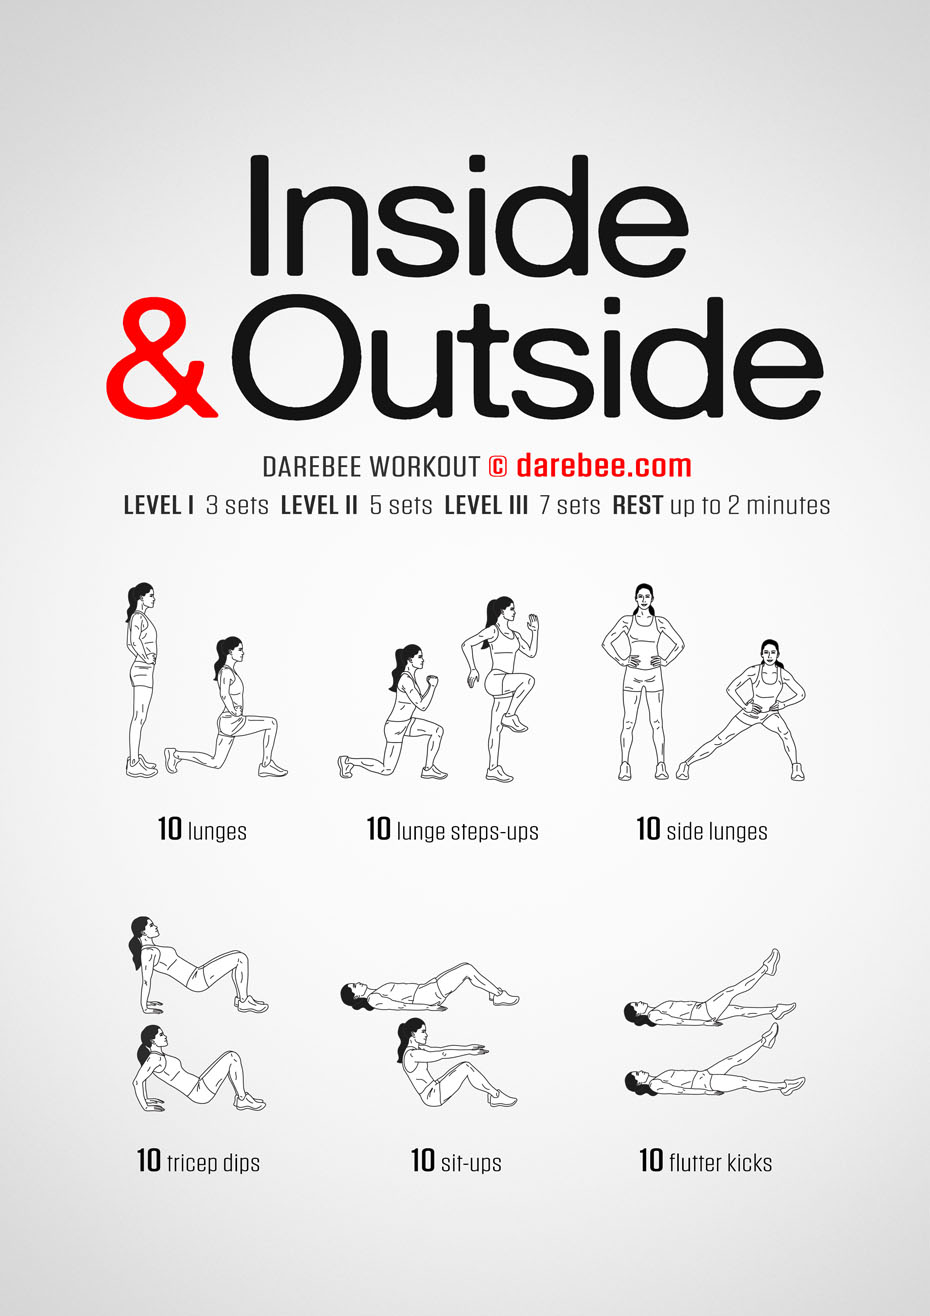 Inside
& Outside
DAREBEE WORKOUT © darebee.com
LEVEL I 3 sets LEVEL II 5 sets LEVEL III 7 sets REST up to 2 minutes
10 lunges
10 lunge steps-ups
10 side lunges
10 tricep dips
10 sit-ups
10 flutter kicks